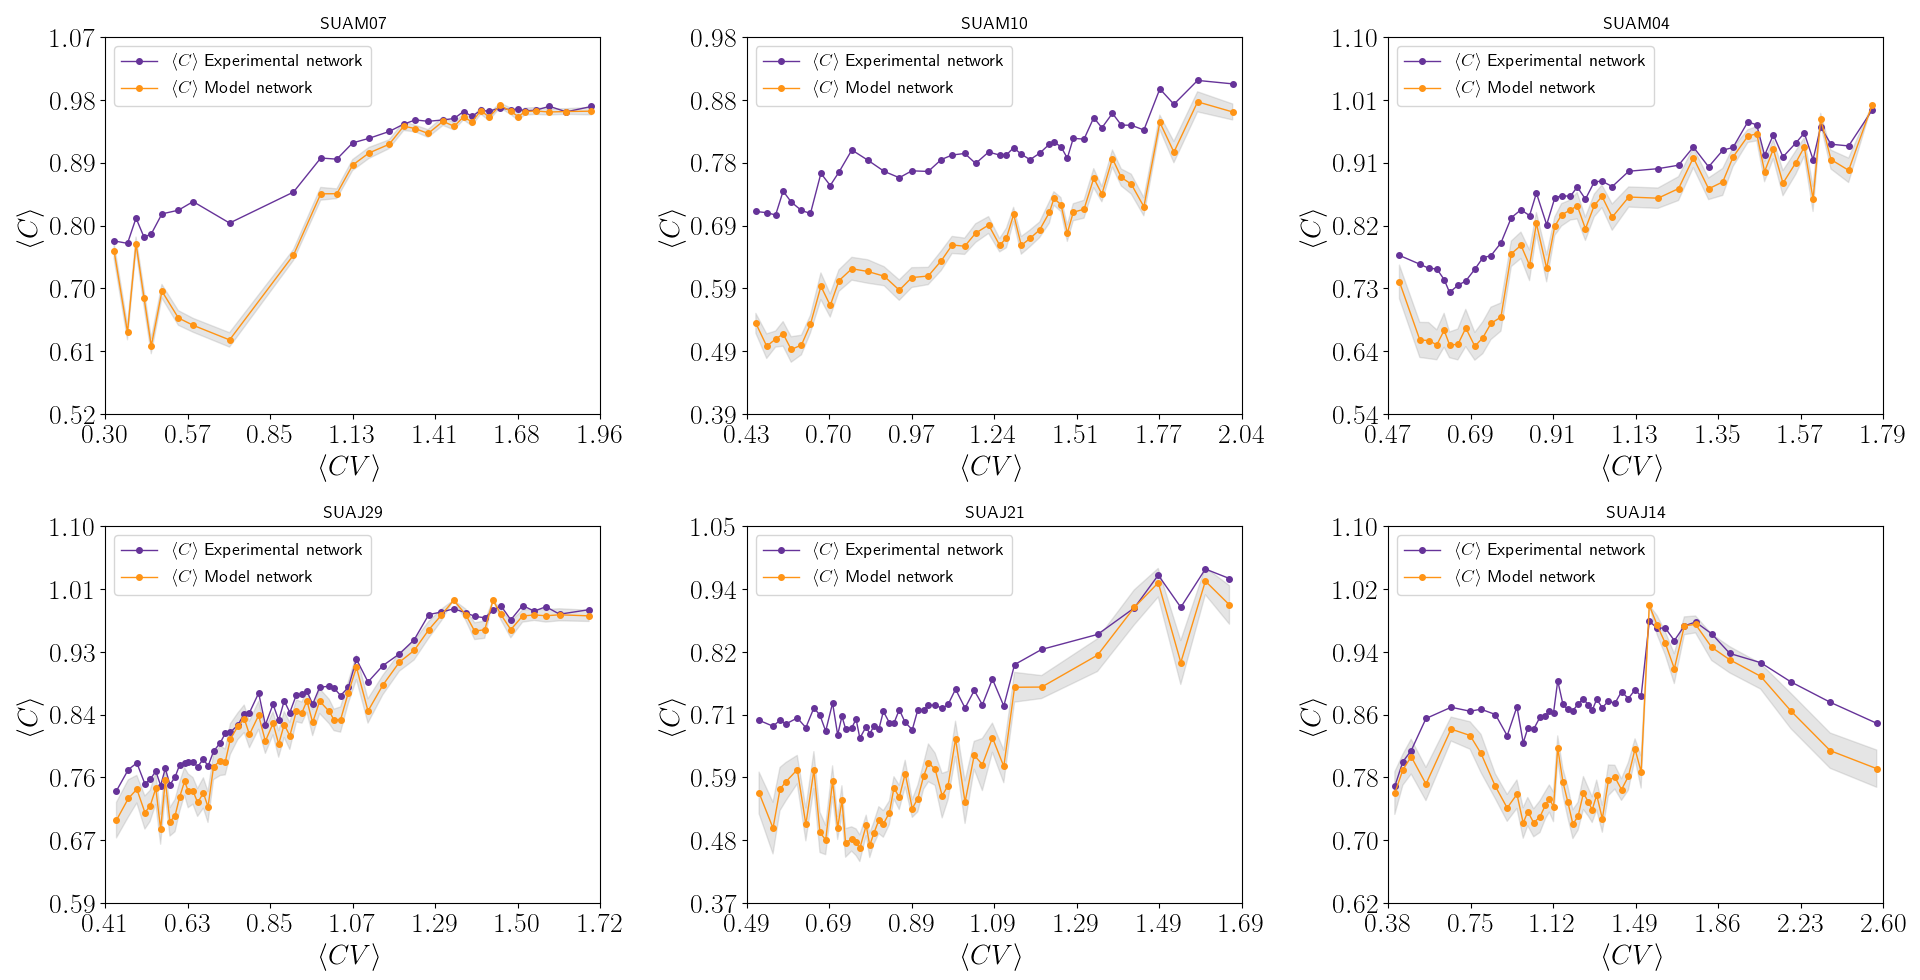 SUAM07
1.07
0.98
0.89
0.80
0.70
0.61
0.52
⟨C⟩
⟨C⟩ Experimental network
⟨C⟩ Model network
0.30 0.57 0.85 1.13 1.41 1.68 1.96
⟨CV⟩
SUAM10
0.98
0.88
0.78
0.69
0.59
0.49
0.39
⟨C⟩
⟨C⟩ Experimental network
⟨C⟩ Model network
0.43 0.70 0.97 1.24 1.51 1.77 2.04
⟨CV⟩
SUAM04
1.10
1.01
0.91
0.82
0.73
0.64
0.54
⟨C⟩
⟨C⟩ Experimental network
⟨C⟩ Model network
0.47 0.69 0.91 1.13 1.35 1.57 1.79
⟨CV⟩
SUAJ29
1.10
1.01
0.93
0.84
0.76
0.67
0.59
⟨C⟩
⟨C⟩ Experimental network
⟨C⟩ Model network
0.41 0.63 0.85 1.07 1.29 1.50 1.72
⟨CV⟩
SUAJ21
1.05
0.94
0.82
0.71
0.59
0.48
0.37
⟨C⟩
⟨C⟩ Experimental network
⟨C⟩ Model network
0.49 0.69 0.89 1.09 1.29 1.49 1.69
⟨CV⟩
SUAJ14
1.10
1.02
0.94
0.86
0.78
0.70
0.62
⟨C⟩
⟨C⟩ Experimental network
⟨C⟩ Model network
0.38 0.75 1.12 1.49 1.86 2.23 2.60
⟨CV⟩